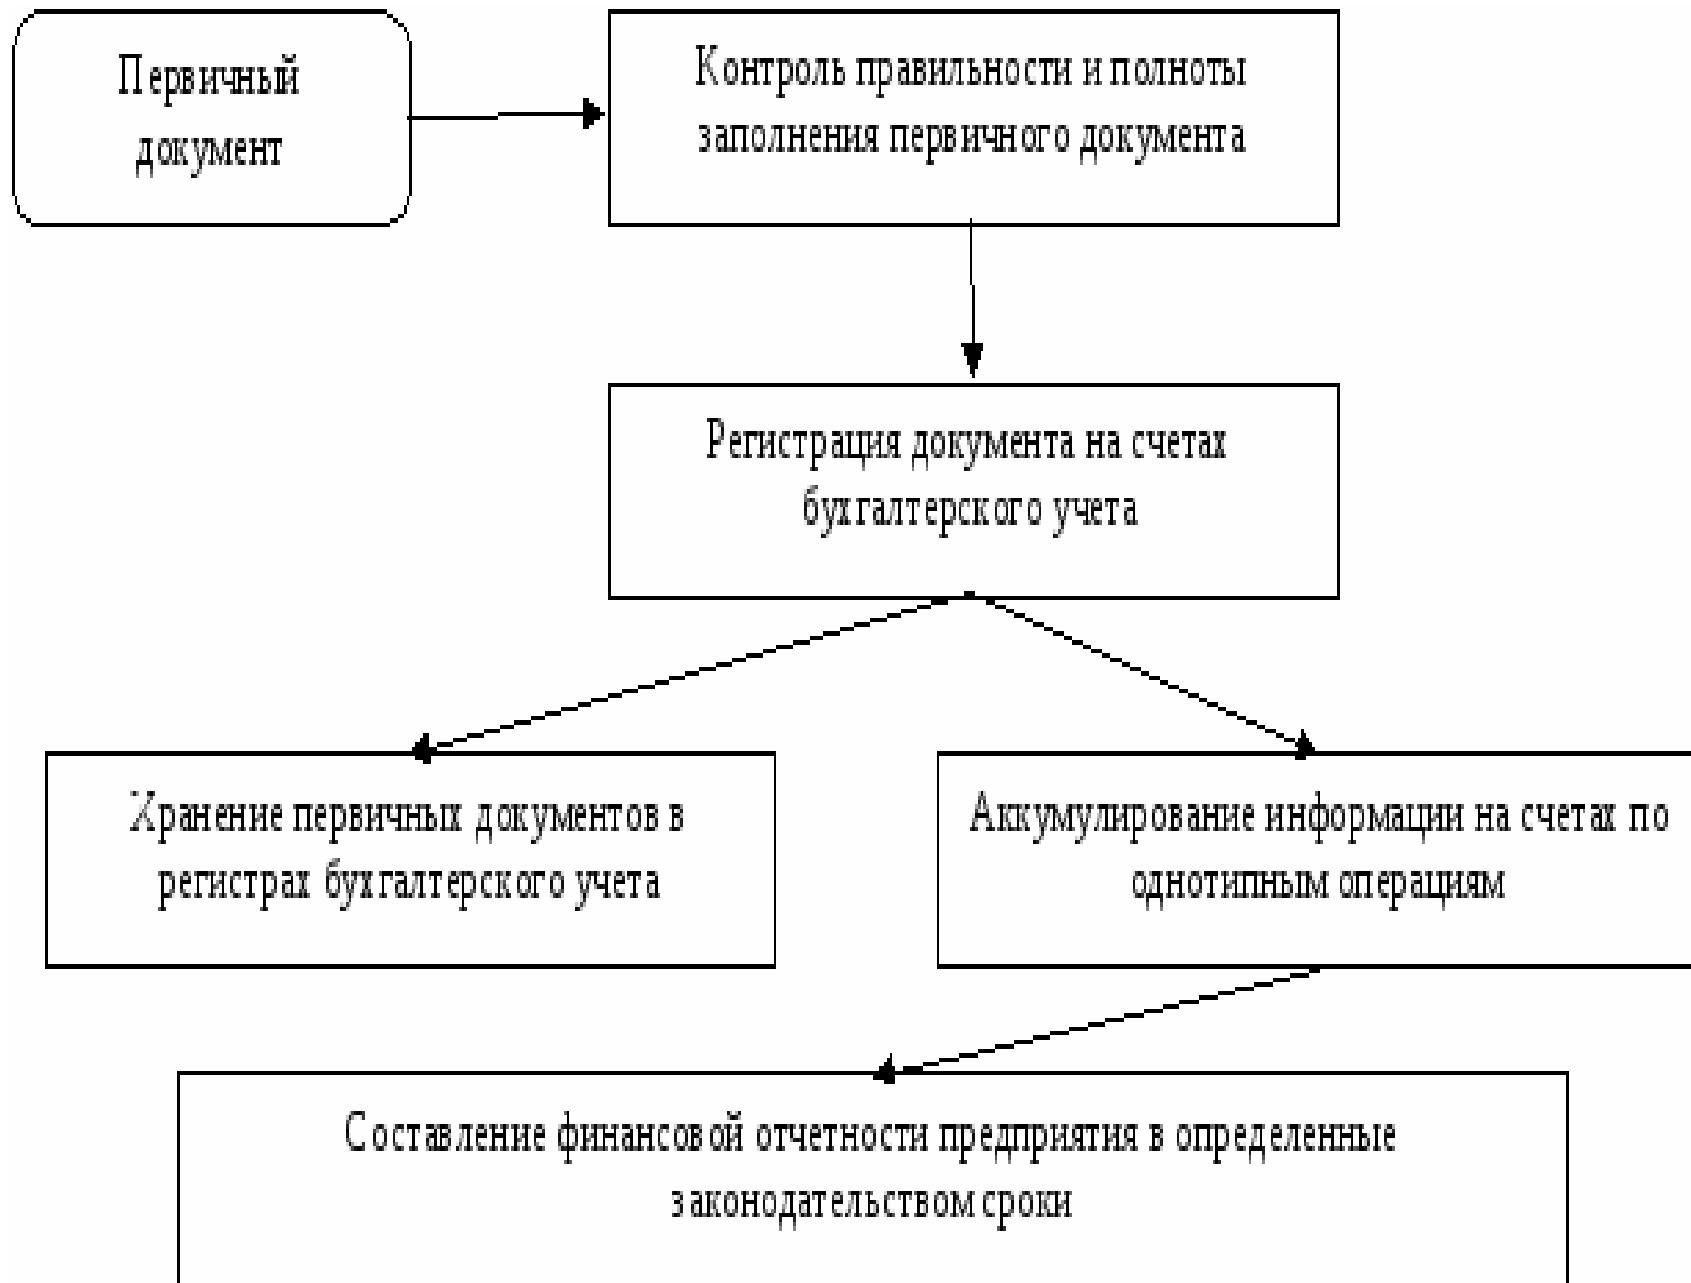 Первичный
документ
Контроль правильности и полноты
заполнения первичного документа
Регистрация документа на счетах
бухгалтерского учета
Хранение первичных документов в
регистрах бухгалтерского учета
Аккумулирование информации на счетах по
однотипным операциям
Составление финансовой отчетности предприятия в определенные
законодательством сроки